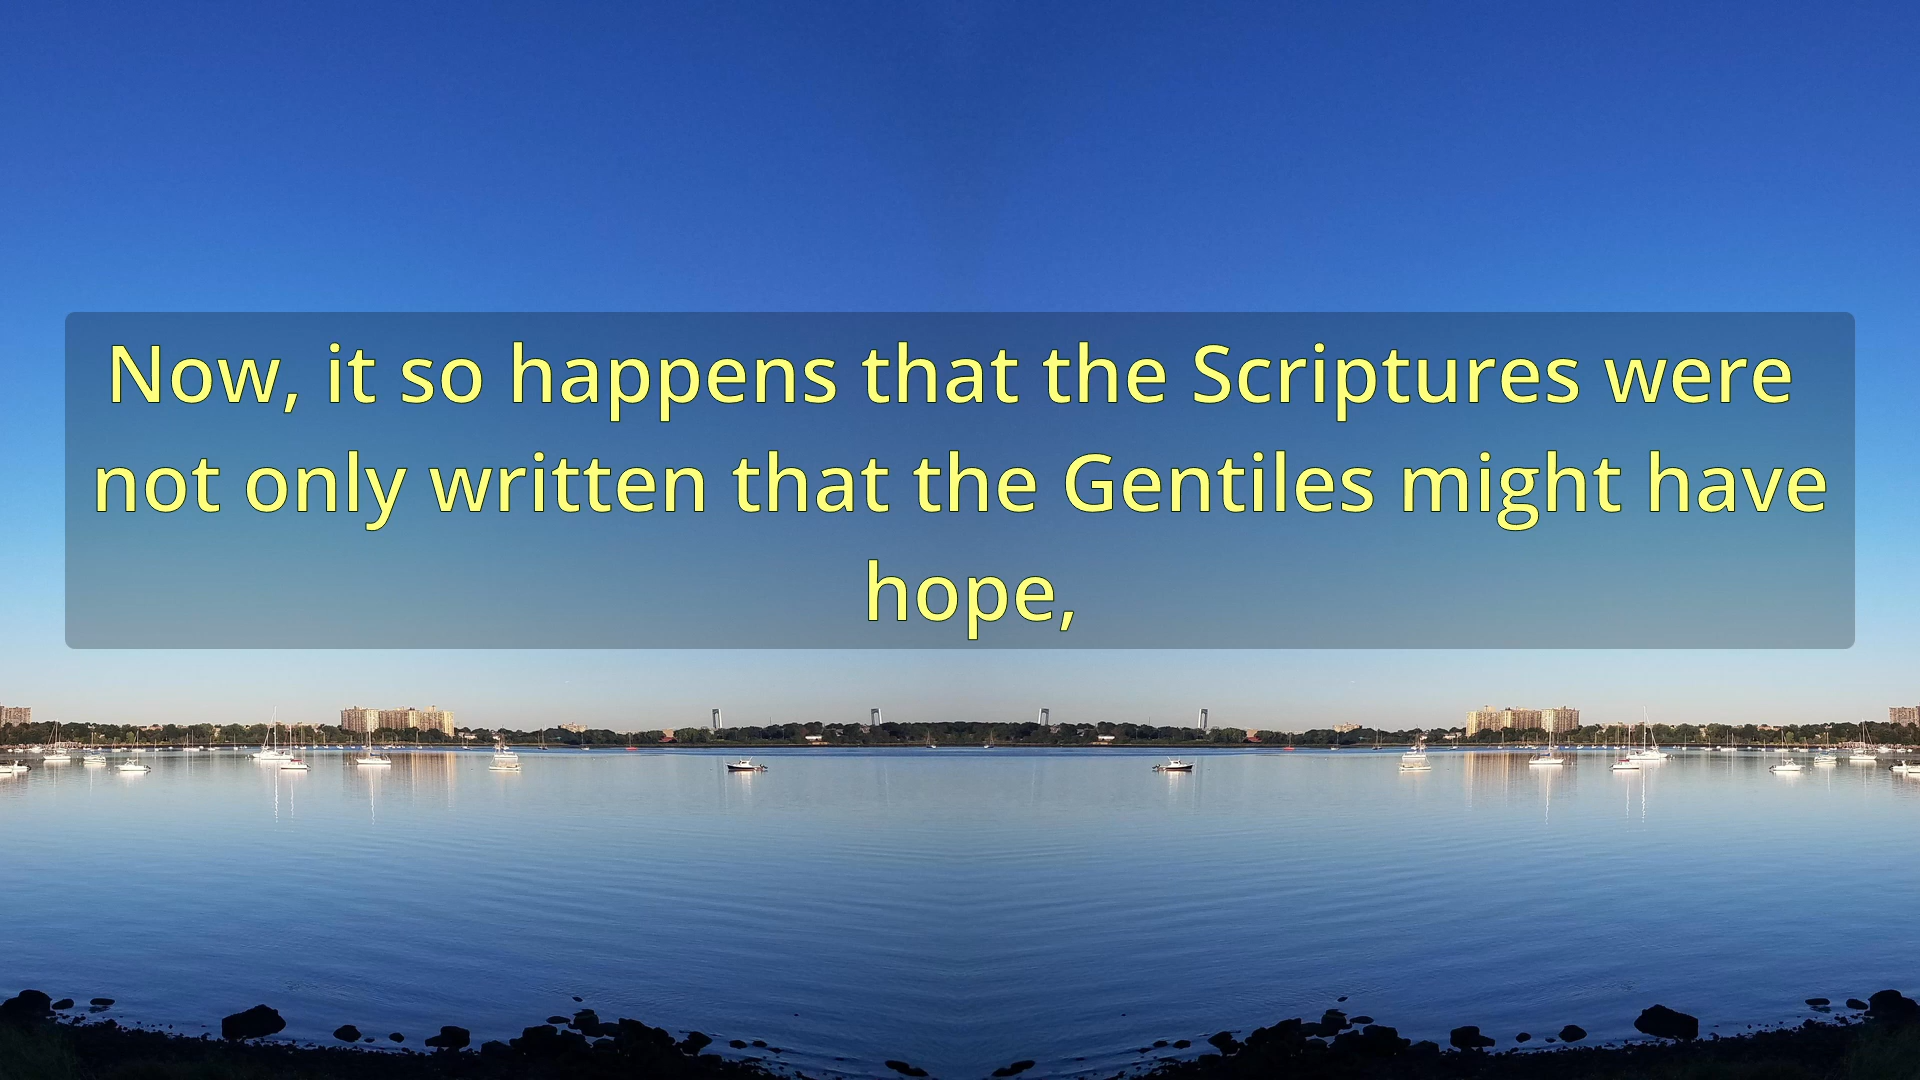 Now, it so happens that the Scriptures were
not only written that the Gentiles might have
hope,